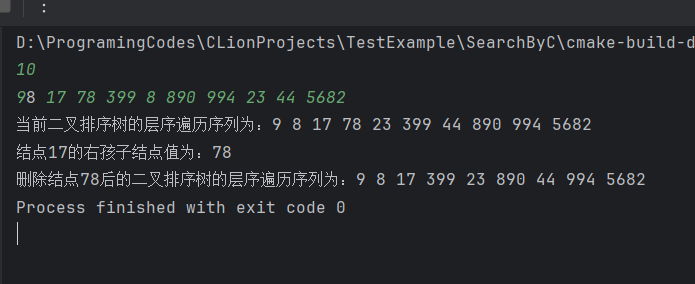 :
D:\ProgramingCodes\CLionProjects\TestExample\SearchByC\cmake-build-d
10
98 17 78 399 8 890 994 23 44 5682
当前二叉排序树的层序遍历序列为：9 8 17 78 23 399 44 890 994 5682
结点17的右孩子结点值为：78
删除结点78后的二叉排序树的层序遍历序列为：9 8 17 399 23 890 44 994 5682
Process finished with exit code 0